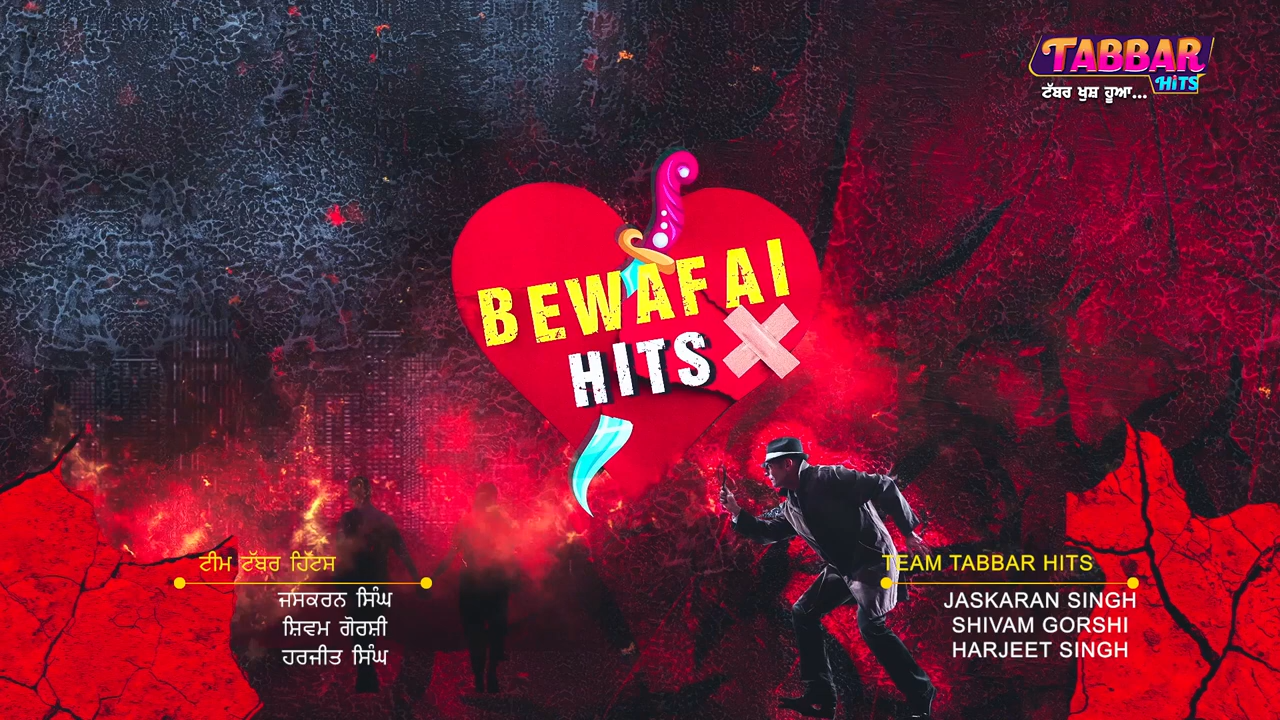 TABBAR
HiTS
ਟੱਬਰ ਖੁਸ਼ ਹੂਆ...
BEWAFAI
HITS
ਟੀਮ ਟੱਬਰ ਹਿੱਟਸ
ਜਸਕਰਨ ਸਿੰਘ
ਸ਼ਿਵਮ ਗੋਰਸ਼ੀ
ਹਰਜੀਤ ਸਿੰਘ
TEAM TABBAR HITS
JASKARAN SINGH
SHIVAM GORSHI
HARJEET SINGH